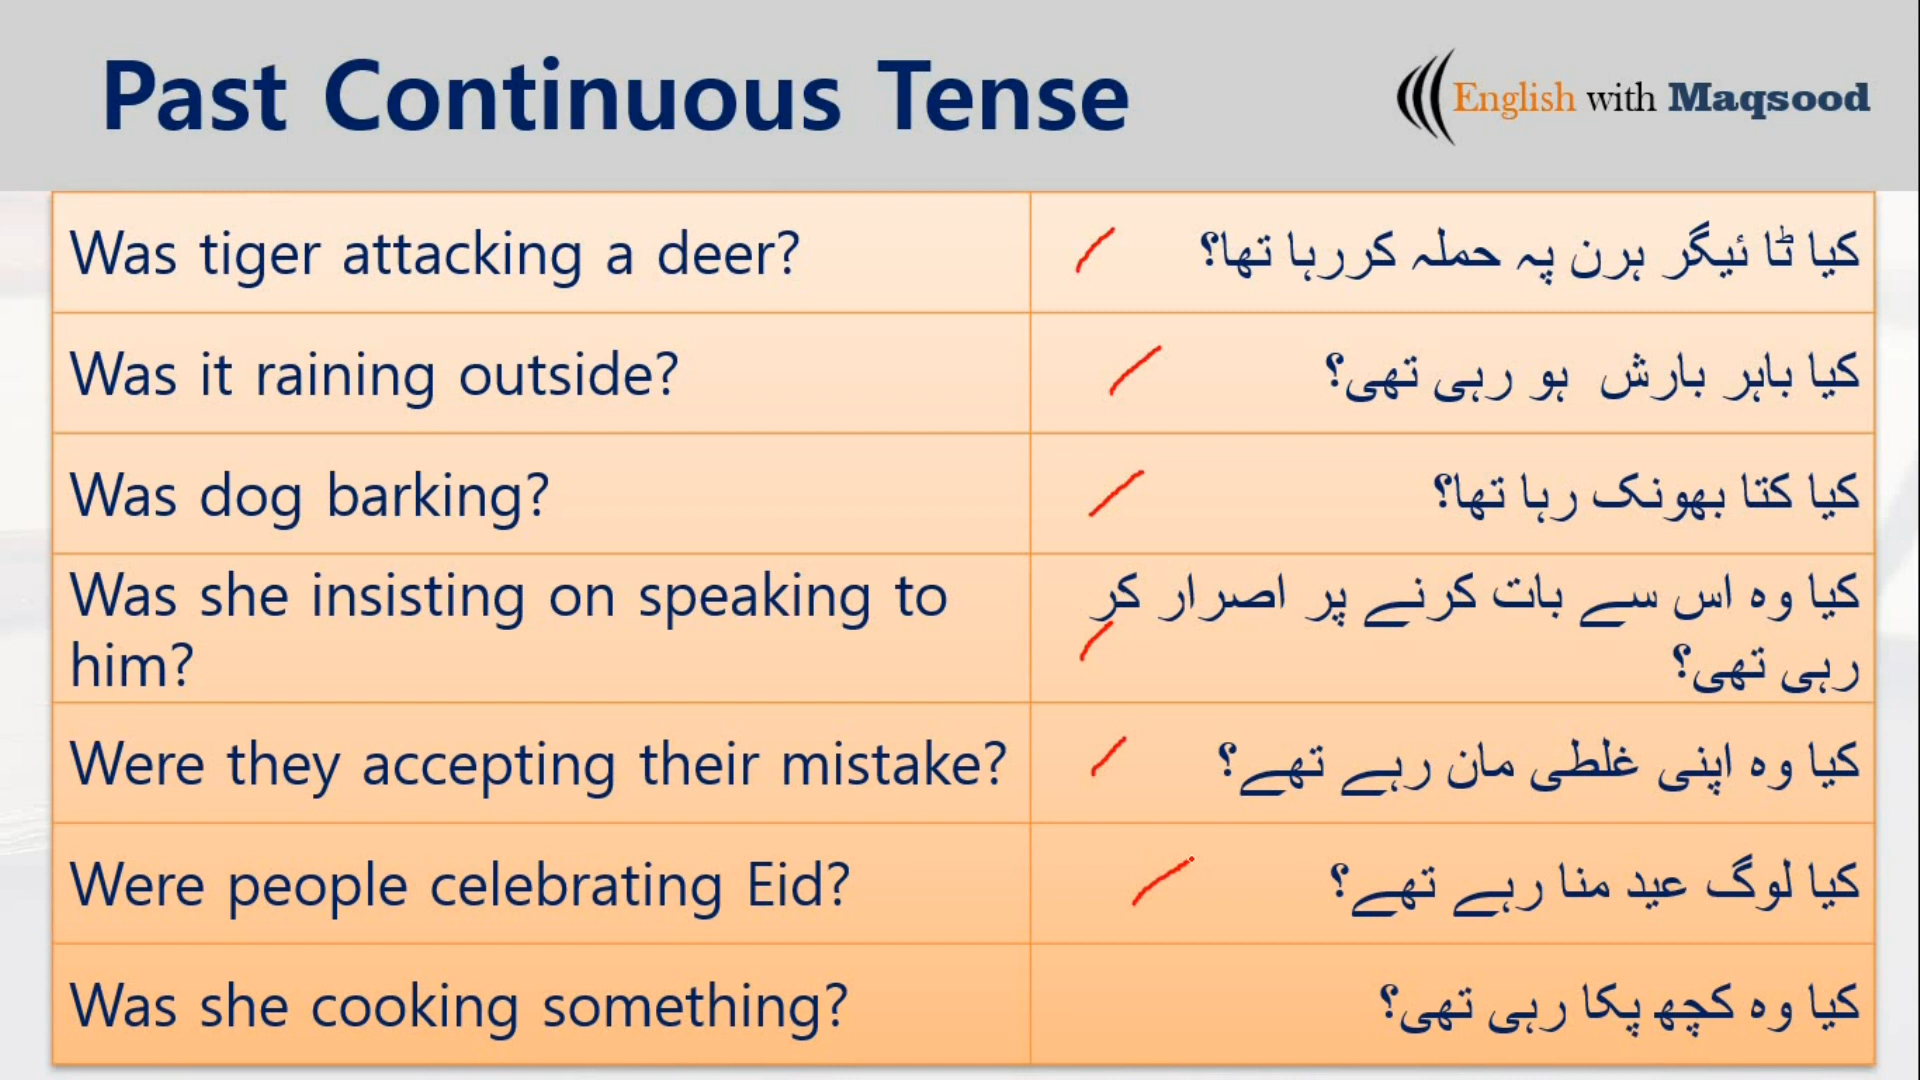 Past Continuous Tense
English with Maqsood
Was tiger attacking a deer?
کیا ٹا ئیگر ہرن پہ حملہ کررہا تھا؟
Was it raining outside?
کیا باہر بارش ہو رہی تھی؟
Was dog barking?
کیا کتا بھونک رہا تھا؟
Was she insisting on speaking to
him?
کیا وہ اس سے بات کرنے پر اصرار کر
رہی تھی؟
Were they accepting their mistake?
کیا وہ اپنی غلطی مان رہے تھے؟
Were people celebrating Eid?
کیا لوگ عید منا رہے تھے؟
Was she cooking something?
کیا وہ کچھ پکا رہی تھی؟